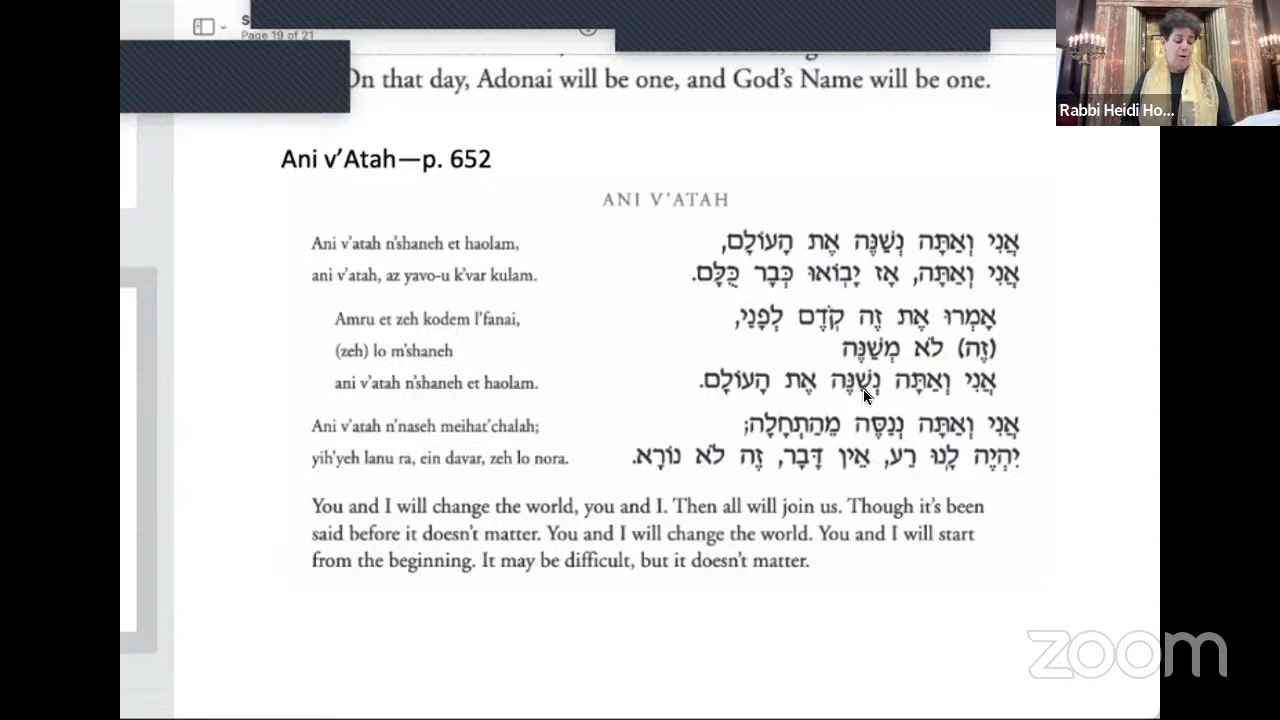 Page 19 of 21
On that day, Adonai will be one, and God's Name will be one.
Rabbi Heidi Ho...
Ani v'Atah—p. 652
ANI V'ATAH
Ani v'atah n'shaneh et haolam,
ani v'atah, az yavo-u k'var kulam.
Amru et zeh kodem l'fanai,
(zeh) lo m'shaneh
ani v'atah n'shaneh et haolam.
Ani v'atah n'naseh meihat'chalah;
yih'yeh lanu ra, ein davar, zeh lo nora.
אֲנִי וְאַתָּה נְשַׁנֶּה אֶת הָעוֹלָם,
אֲנִי וְאַתָּה, אָז יָבֽוֹאוּ כְּבָר כֻּלָּם.
אָמְרוּ אֶת זֶה קֹדֶם לְפָנַי,
(זֶה) לֹא מְשַׁנֶּה
אֲנִי וְאַתָּה נְשַׁנֶּה אֶת הָעוֹלָם.
אֲנִי וְאַתָּה נְנַסֶּה מֵהַתְחָלָה;
יִהְיֶה לָֽנוּ רַע, אֵין דָּבָר, זֶה לֹא נוֹרָא.
You and I will change the world, you and I. Then all will join us. Though it's been
said before it doesn't matter. You and I will change the world. You and I will start
from the beginning. It may be difficult, but it doesn't matter.
zoom